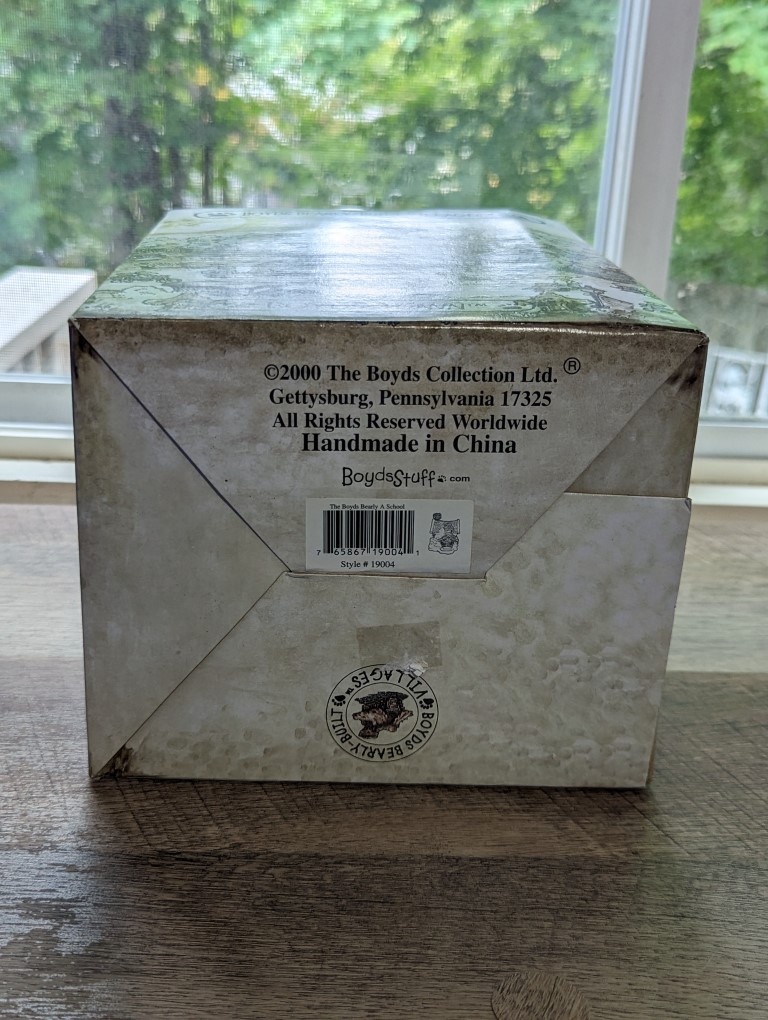 ©2000 The Boyds Collection Ltd. ®
Gettysburg, Pennsylvania 17325
All Rights Reserved Worldwide
Handmade in China
BoydsStuff.com
The Boyds Bearly A School
7 65867 19004 1
Style # 19004
BOYDS BEARLY-BUILT VILLAGES